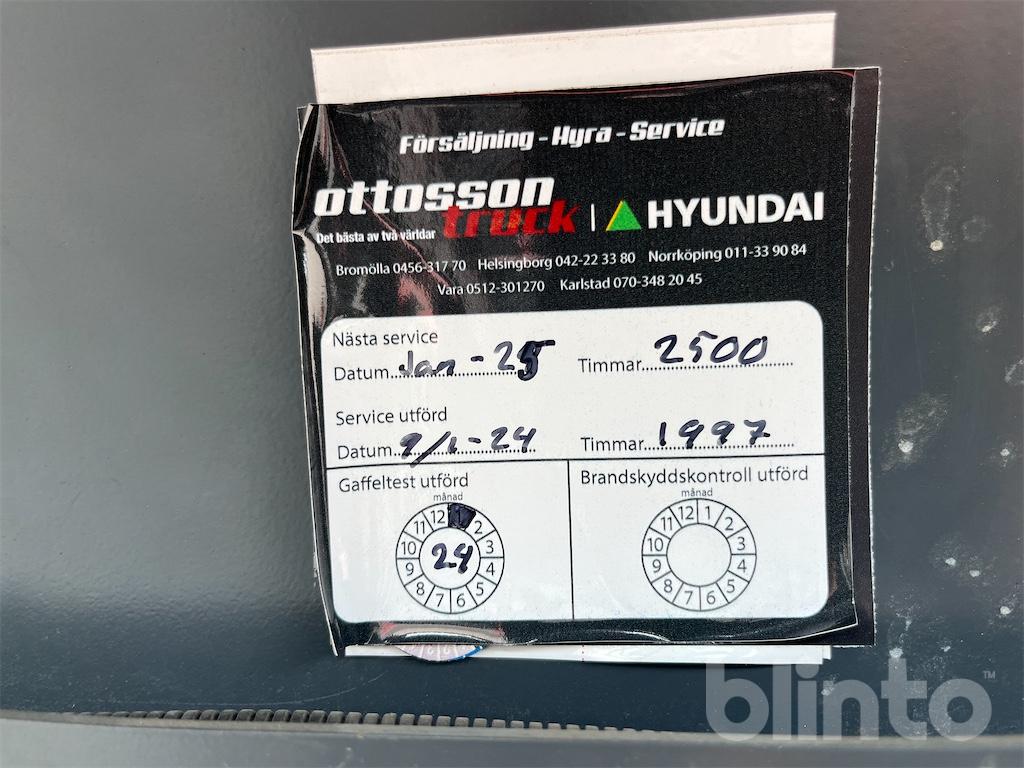 Försäljning - Hyra - Service
ottosson
truck | HYUNDAI
Det bästa av två världar
Bromölla 0456-317 70 Helsingborg 042-22 33 80 Norrköping 011-33 90 84
Vara 0512-301270 Karlstad 070-348 20 45
Nästa service
Datum....Jan-25 Timmar....2500
Service utförd
Datum....9/1-24 Timmar....1997
Gaffeltest utförd Brandskyddskontroll utförd
månad månad
12 2 3 4 5 6 7 8 9 10 11
24
12 1 2 3 4 5 6 7 8 9 10 11
blinto™